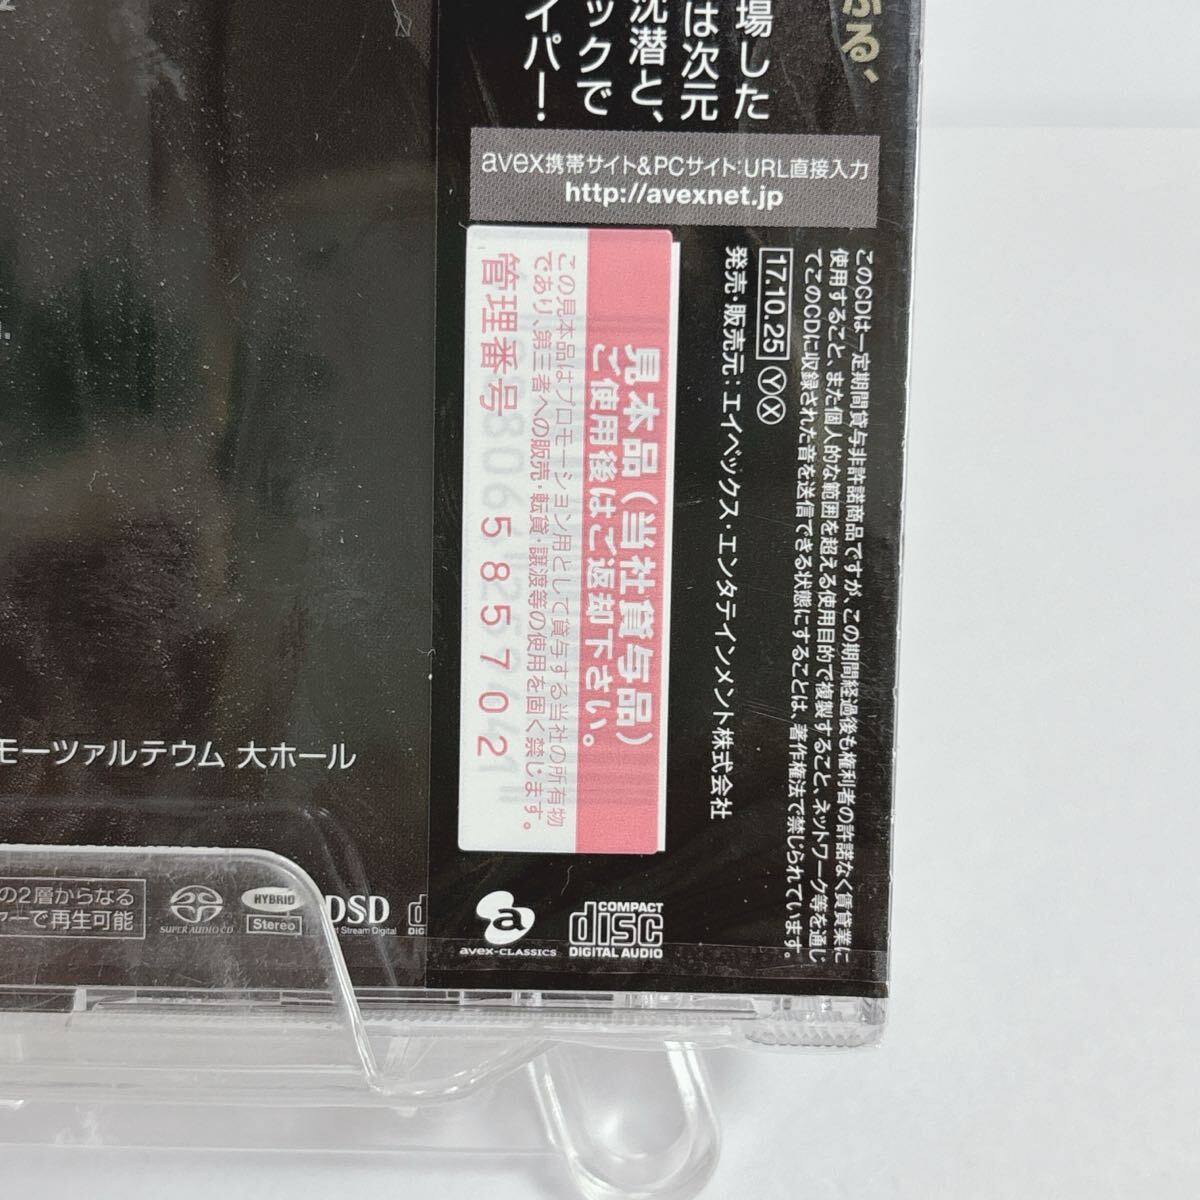 ぶる、
場した
は次元
沈潜と、
ックで
イパー!
avex携帯サイト&PCサイト:URL直接入力
http://avexnet.jp
このCDは一定期間貸与非許諾商品ですが、この期間経過後も権利者の許諾なく賃貸業に
使用すること、また個人的な範囲を超える使用目的で複製すること、ネットワーク等を通じ
てこのCDに収録された音を送信できる状態にすることは、著作権法で禁じられています。
17.10.25 Ⓨ Ⓧ
発売・販売元:エイベックス・エンタテインメント株式会社
見本品(当社貸与品)
ご使用後はご返却下さい。
この見本品はプロモーション用として貸与する当社の所有物
であり、第三者への販売・転貸・譲渡等の使用を固く禁じます。
管理番号 5825702
モーツァルテウム 大ホール
の2層からなる
ヤーで再生可能
SUPER AUDIO CD
HYBRID
Stereo
DSD
t Stream Digital
a
avex-CLASSICS
COMPACT
disc
DIGITAL AUDIO